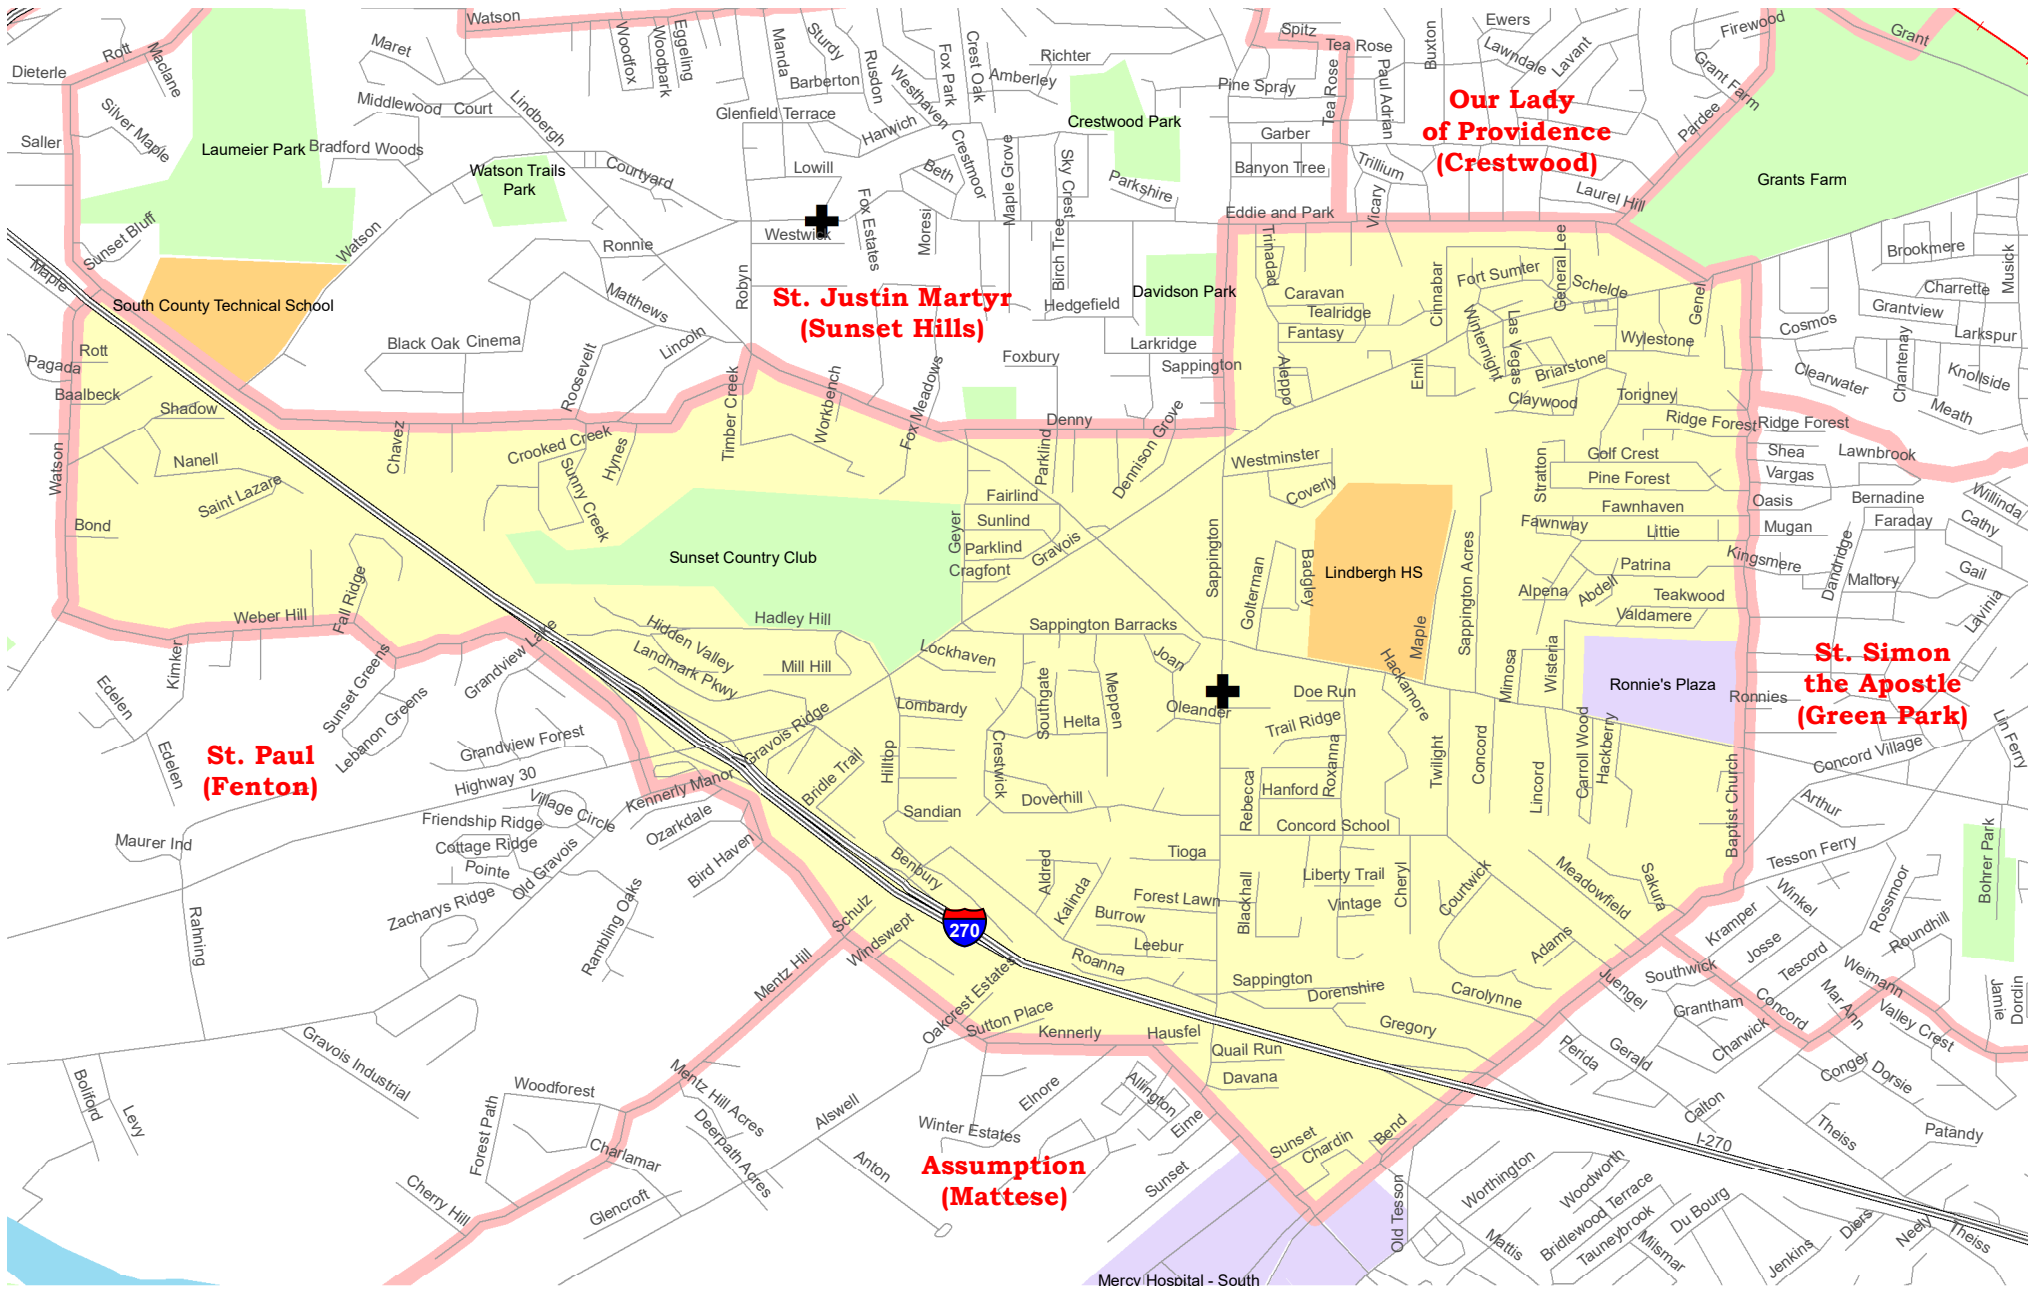 Watson
Rott
Maclane
Dieterle
Silver Maple
Saller
Laumeier Park
Maret
Middlewood Court
Bradford Woods
Lindbergh
Watson Trails
Park
Courtyard
Woodfox
Woodpark
Eggeling
Manda
Sturdy
Barberton
Rusdon
Glenfield Terrace
Westhaven
Harwich
Lowill
Fox Park
Crest Oak
Amberley
Richter
Crestwood Park
Beth
Crestmoor
Maple Grove
Sky Crest
Parkshire
Spitz
Tea Rose
Tea Rose
Pine Spray
Garber
Banyon Tree
Paul Adrian
Buxton
Ewers
Lawndale
Lavant
Our Lady
of Providence
(Crestwood)
Trillium
Vicary
Laurel Hill
Pardee
Grant Farm
Firewood
Grant
Grants Farm
Sunset Bluff
Maple
South County Technical School
Watson
Ronnie
Matthews
Lincoln
Roosevelt
Black Oak
Cinema
Westwick
Robyn
Fox Estates
Moresi
Birch Tree
Hedgefield
St. Justin Martyr
(Sunset Hills)
Davidson Park
Larkridge
Foxbury
Sappington
Eddie and Park
Trinadad
Caravan
Tealridge
Fantasy
Aleppo
Cinnabar
Emil
Fort Sumter
General Lee
Schelde
Winternight
Las Vegas
Briarstone
Claywood
Wylestone
Genel
Torigney
Ridge Forest
Ridge Forest
Brookmere
Musick
Charrette
Grantview
Larkspur
Cosmos
Chantenay
Clearwater
Knollside
Meath
Pagada
Rott
Baalbeck
Shadow
Watson
Nanell
Saint Lazare
Bond
Chavez
Crooked Creek
Sunny Creek
Hynes
Timber Creek
Workbench
Fox Meadows
Denny
Parklind
Dennison Grove
Fairlind
Sunlind
Parklind
Cragfont
Geyer
Gravois
Sunset Country Club
Westminster
Coverly
Sappington
Golterman
Badgley
Lindbergh HS
Maple
Sappington Acres
Stratton
Golf Crest
Pine Forest
Fawnhaven
Fawnway
Littie
Patrina
Alpena
Abdell
Teakwood
Valdamere
Shea
Vargas
Lawnbrook
Oasis
Bernadine
Mugan
Faraday
Willinda
Cathy
Kingsmere
Dandridge
Mallory
Gail
Lavinia
Weber Hill
Fall Ridge
Kimker
Edelen
Edelen
Sunset Greens
Lebanon Greens
Grandview
Lake
Grandview Forest
Highway 30
Hidden Valley
Landmark Pkwy
Hadley Hill
Mill Hill
Lockhaven
Sappington Barracks
Joan
Oleander
Southgate
Meppen
Helta
Lombardy
Hilltop
Crestwick
Doverhill
Sandian
Gravois Ridge
Bridle Trail
Kennerly Manor
Doe Run
Trail Ridge
Hackamore
Roxanna
Rebecca
Hanford
Concord School
Twilight
Concord
Mimosa
Wisteria
Lincord
Carroll Wood
Hackberry
Ronnie's Plaza
Ronnies
St. Simon
the Apostle
(Green Park)
Lin Ferry
Concord Village
Baptist Church
Arthur
Tesson Ferry
Bohrer Park
St. Paul
(Fenton)
Maurer Ind
Friendship Ridge
Village Circle
Cottage Ridge
Pointe
Old Gravois
Zacharys Ridge
Ozarkdale
Bird Haven
Rambling Oaks
Rahning
Benbury
Schulz
Windswept
270
Aldred
Kalinda
Tioga
Forest Lawn
Burrow
Leebur
Roanna
Blackhall
Liberty Trail
Vintage
Cheryl
Courtwick
Meadowfield
Sakura
Adams
Juengel
Sappington
Dorenshire
Carolynne
Gregory
Kramper
Winkel
Josse
Tescord
Rossmoor
Roundhill
Southwick
Weimann
Grantham
Concord
Mar Ann
Valley Crest
Charwick
Jamie
Dorclin
Gravois Industrial
Mentz Hill
Oakcrest Estates
Sutton Place
Kennerly
Hausfel
Quail Run
Davana
Perida
Gerald
Conger
Dorsie
Calton
Theiss
Patandy
I-270
Boliford
Levy
Woodforest
Forest Path
Charlamar
Cherry Hill
Glencroft
Mentz Hill Acres
Deerpath Acres
Alswell
Anton
Winter Estates
Elnore
Allington
Eime
Sunset
Assumption
(Mattese)
Sunset
Chardin
Bend
Old Tesson
Mercy Hospital - South
Worthington
Woodworth
Bridlewood Terrace
Tauneybrook
Mattis
Milsmar
Du Bourg
Jenkins
Diers
Neely
Theiss